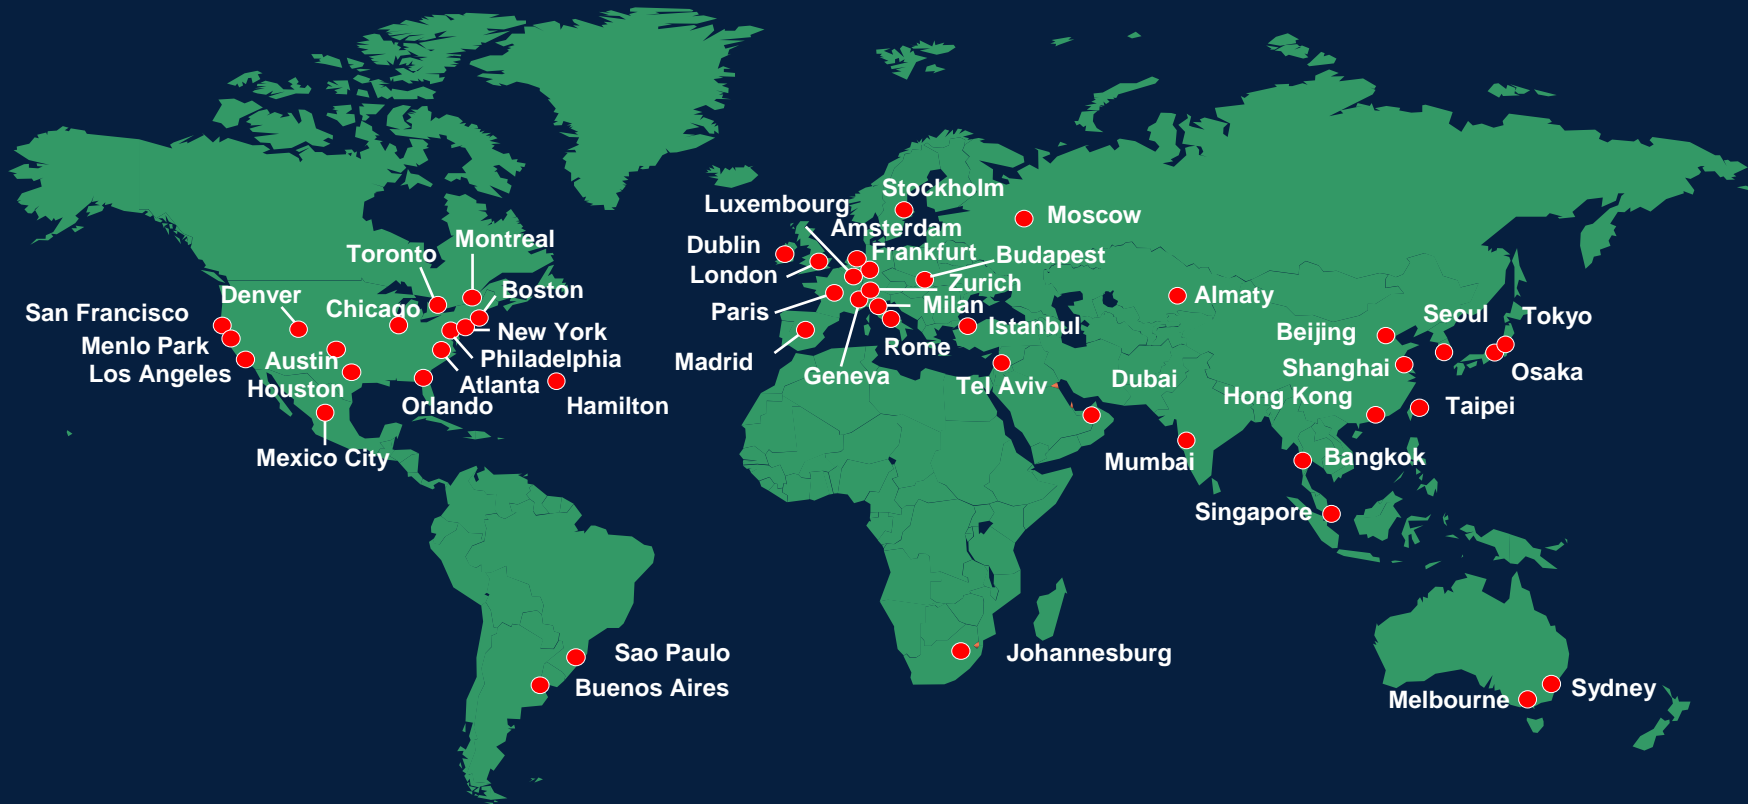 Stockholm
Luxembourg
Moscow
Amsterdam
Montreal
Dublin
Toronto
Frankfurt
Budapest
London
Zurich
Boston
Denver
Almaty
Milan
Chicago
Paris
San Francisco
Seoul
Tokyo
Istanbul
New York
Beijing
Menlo Park
Rome
Philadelphia
Austin
Madrid
Shanghai
Los Angeles
Osaka
Geneva
Dubai
Atlanta
Tel Aviv
Houston
Hong Kong
Orlando
Hamilton
Taipei
Mexico City
Bangkok
Mumbai
Singapore
Sao Paulo
Johannesburg
Buenos Aires
Sydney
Melbourne